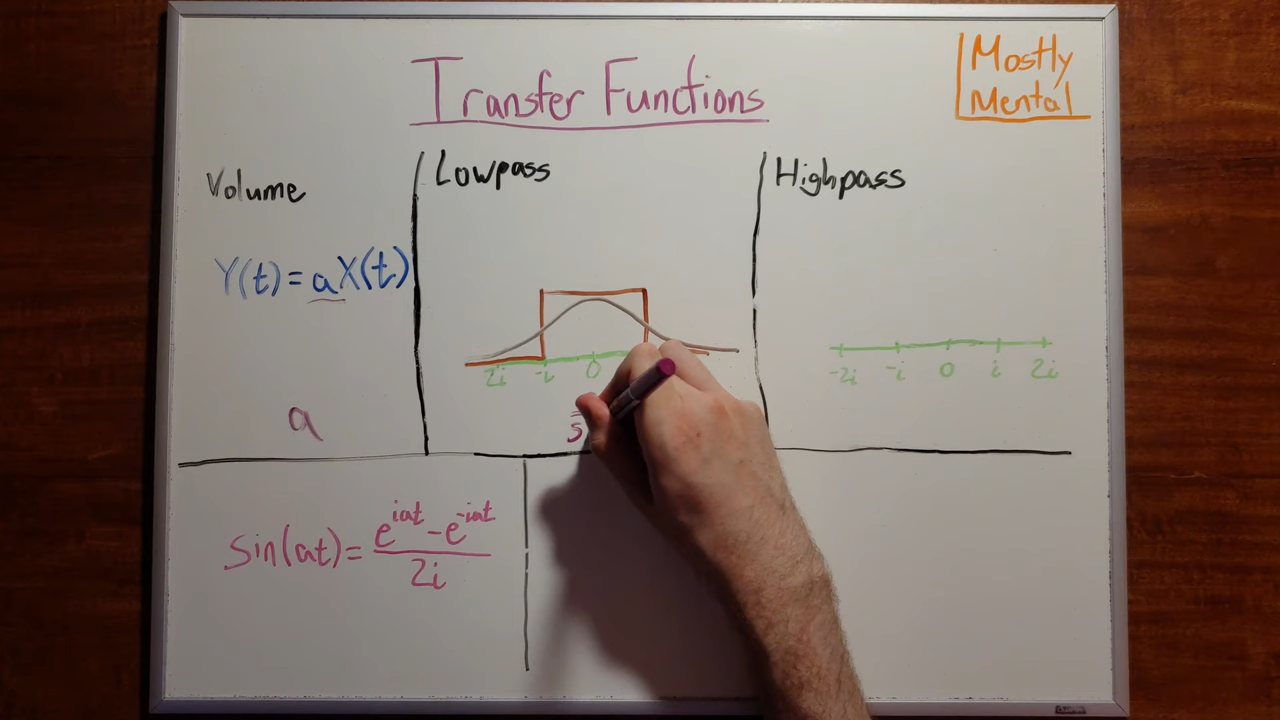 Transfer Functions
Mostly
Mental
Volume
Lowpass
Highpass
Y(t) = aX(t)
2i -i 0
-2i -i 0 i 2i
a
s
Sin(at) = e^iat - e^-iat
2i